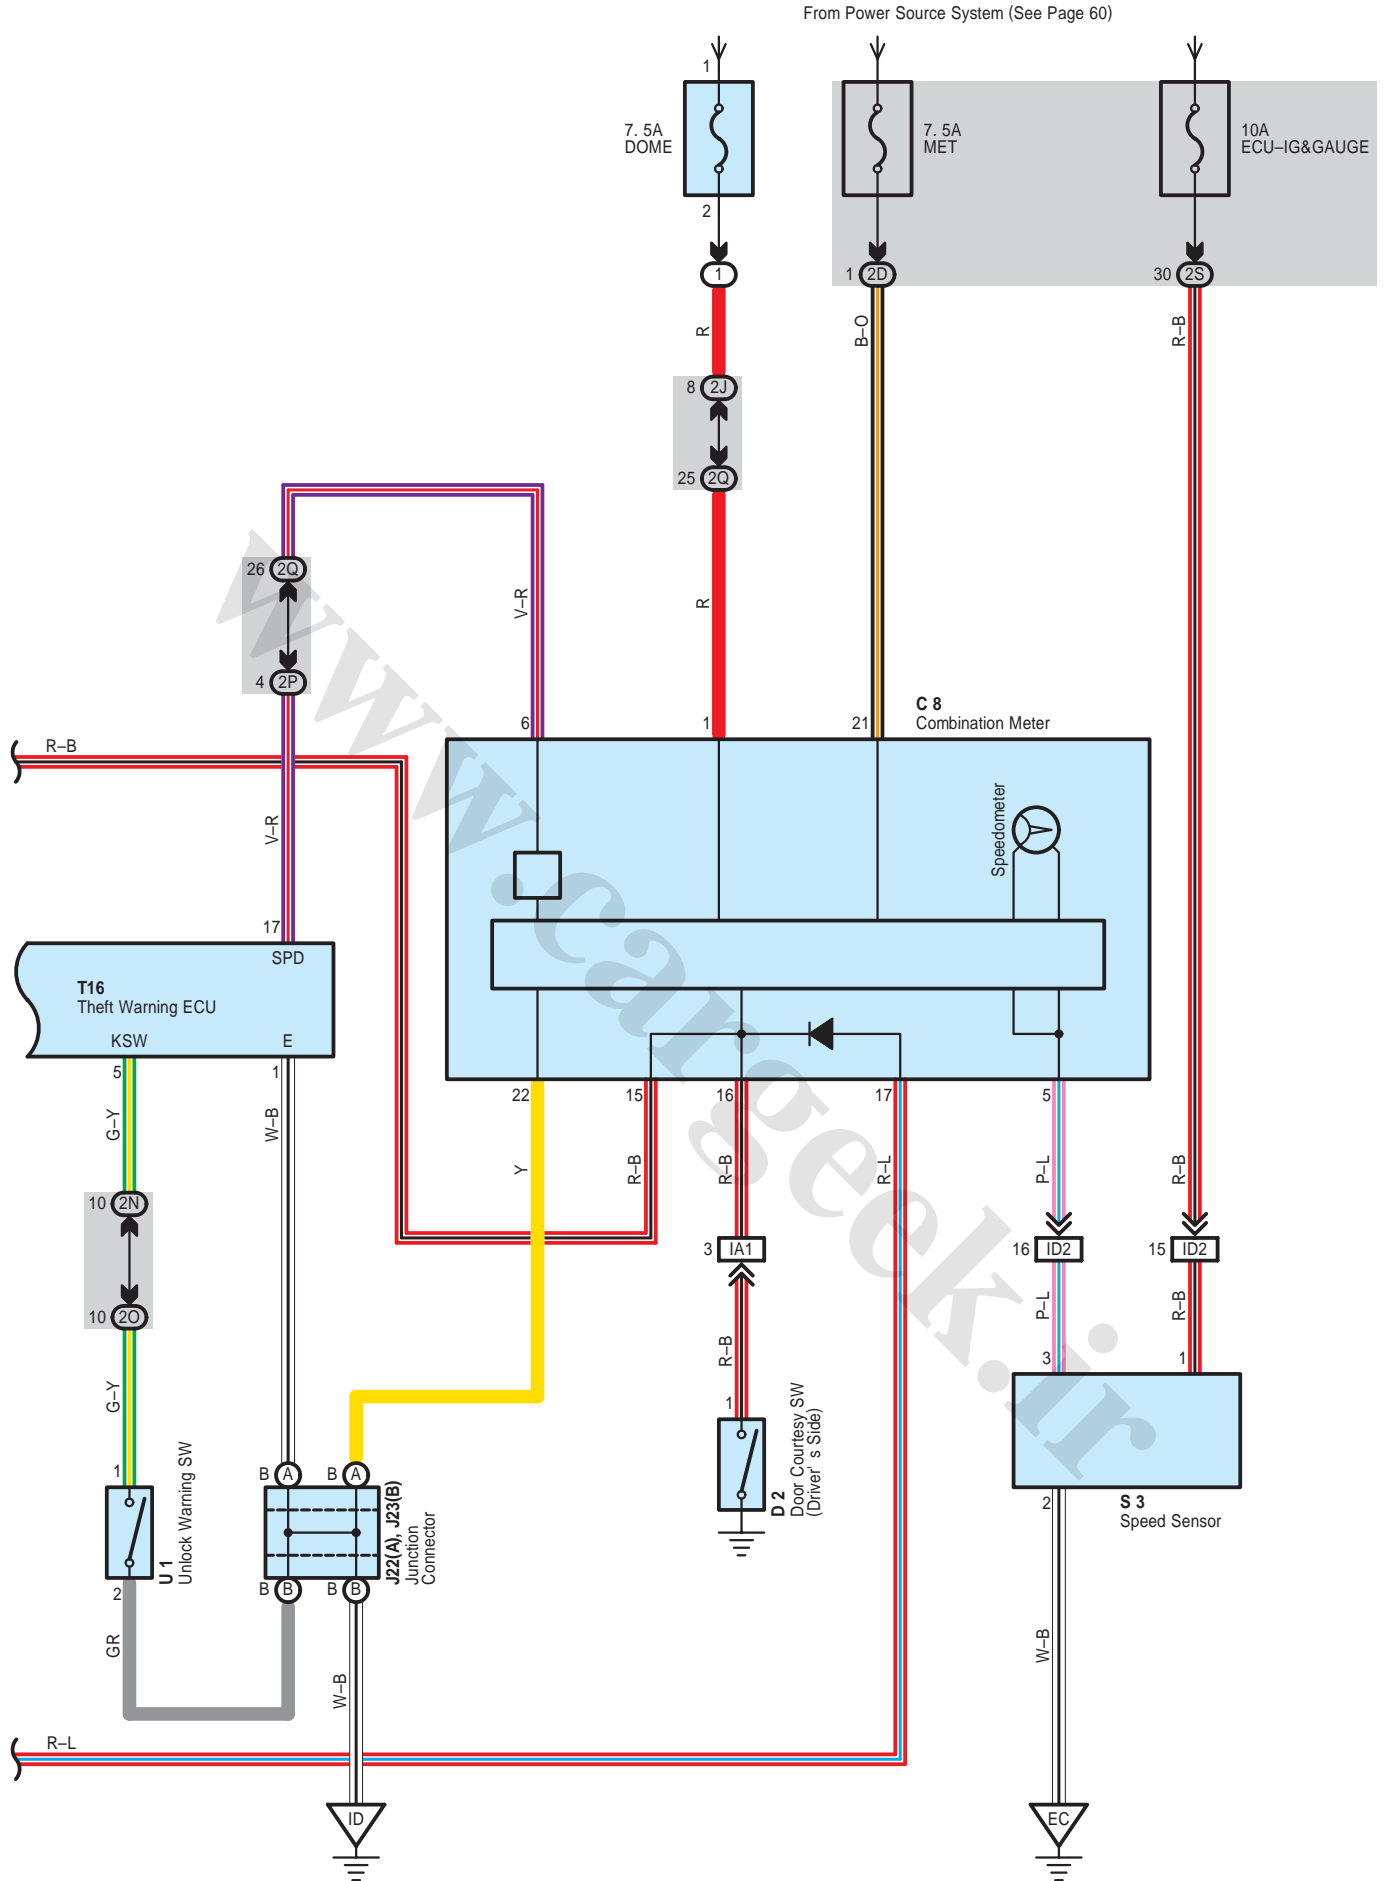 From Power Source System (See Page 60)
1
7. 5A
DOME
7. 5A
MET
10A
ECU–IG&GAUGE
2
1
1 2D
30 2S
R
B–O
R–B
8 2J
25 2Q
26 2Q
V–R
R
4 2P
C 8
Combination Meter
6
1
21
R–B
V–R
Speedometer
17
SPD
T16
Theft Warning ECU
KSW
E
5
1
22
15
16
17
5
G–Y
W–B
Y
R–B
R–B
R–L
P–L
R–B
10 2N
3 IA1
16 ID2
15 ID2
10 2O
P–L
R–B
R–B
3
1
G–Y
1
D 2
Door Courtesy SW
(Driver' s Side)
1
B A
B A
U 1
Unlock Warning SW
J22(A), J23(B)
Junction
Connector
2
S 3
Speed Sensor
2
B B
B B
GR
W–B
W–B
R–L
ID
EC
www.cargeek.ir